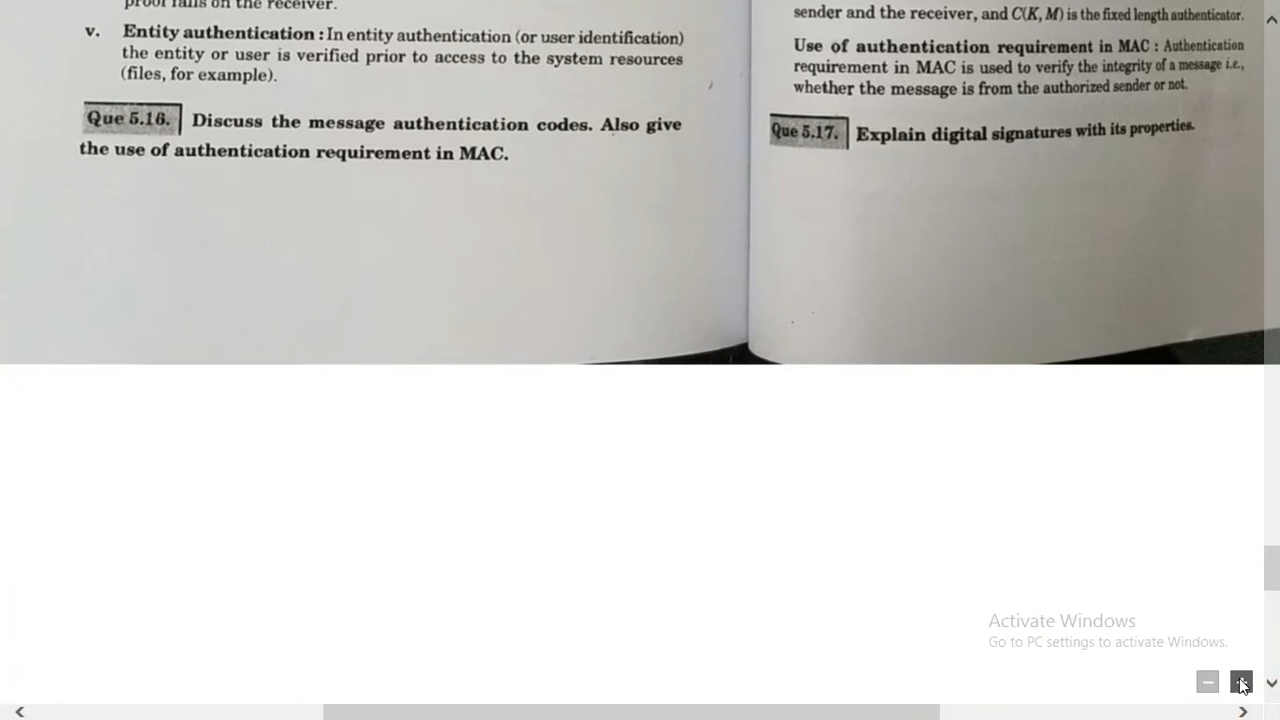 proof falls on the receiver.
v. Entity authentication : In entity authentication (or user identification)
the entity or user is verified prior to access to the system resources
(files, for example).
Que 5.16. Discuss the message authentication codes. Also give
the use of authentication requirement in MAC.
sender and the receiver, and C(K, M) is the fixed length authenticator.
Use of authentication requirement in MAC : Authentication
requirement in MAC is used to verify the integrity of a message i.e.,
whether the message is from the authorized sender or not.
Que 5.17. Explain digital signatures with its properties.
Activate Windows
Go to PC settings to activate Windows.